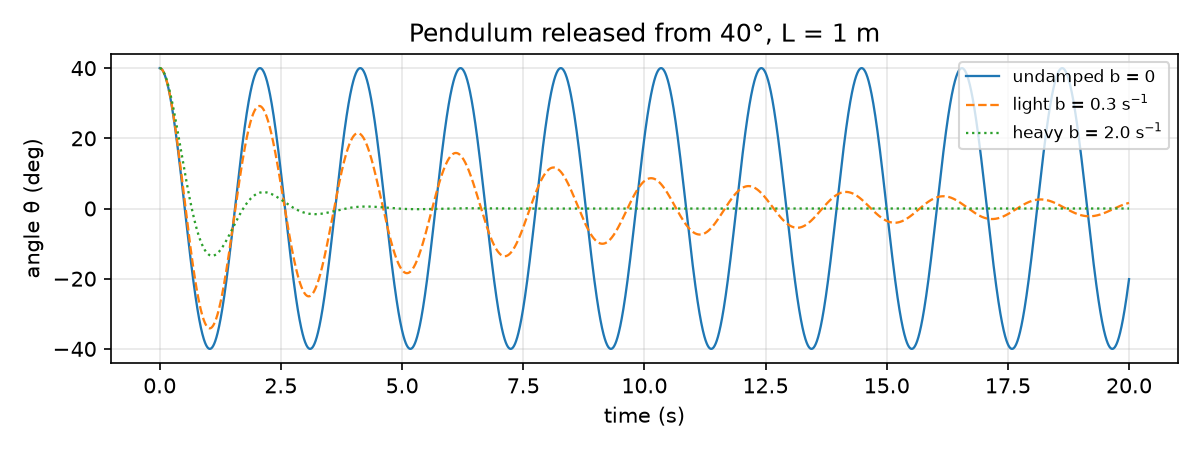 Pendulum released from 40°, L = 1 m
undamped b = 0
light b = 0.3 s⁻¹
heavy b = 2.0 s⁻¹
angle θ (deg)
40
20
0
−20
−40
0.0 2.5 5.0 7.5 10.0 12.5 15.0 17.5 20.0
time (s)